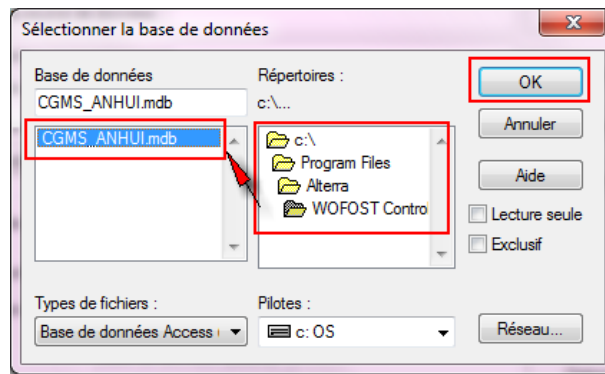 Sélectionner la base de données
Base de données
CGMS_ANHUI.mdb
CGMS_ANHUI.mdb
Types de fichiers :
Base de données Access
Répertoires :
c:\...
c:\
Program Files
Alterra
WOFOST Contro
Pilotes :
c: OS
OK
Annuler
Aide
Lecture seule
Exclusif
Réseau...